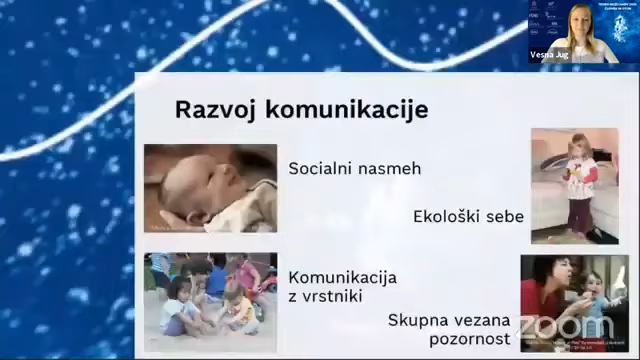 Vesna Jug
Razvoj komunikacije
Socialni nasmeh
Ekološki sebe
Komunikacija
z vrstniki
Skupna vezana
pozornost
zoom